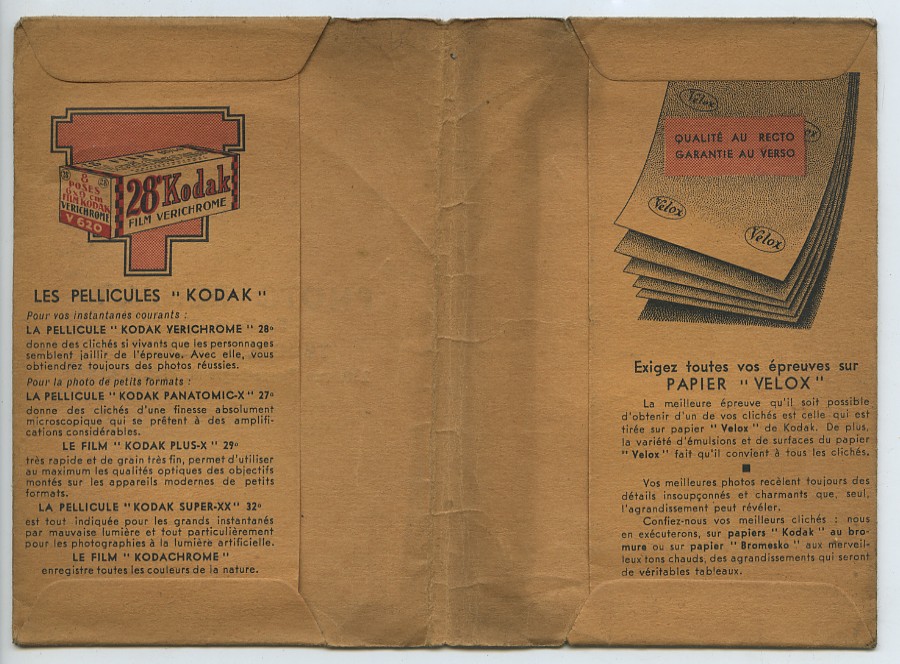 28
8
POSES
6x9 cm
FILM KODAK
VERICHROME
V 620
28° Kodak
FILM VERICHROME
LES PELLICULES " KODAK "
Pour vos instantanés courants :
LA PELLICULE " KODAK VERICHROME " 28°
donne des clichés si vivants que les personnages
semblent jaillir de l'épreuve. Avec elle, vous
obtiendrez toujours des photos réussies.
Pour la photo de petits formats :
LA PELLICULE " KODAK PANATOMIC-X " 27°
donne des clichés d'une finesse absolument
microscopique qui se prêtent à des amplifi-
cations considérables.
LE FILM " KODAK PLUS-X " 29°
très rapide et de grain très fin, permet d'utiliser
au maximum les qualités optiques des objectifs
montés sur les appareils modernes de petits
formats.
LA PELLICULE " KODAK SUPER-XX " 32°
est tout indiquée pour les grands instantanés
par mauvaise lumière et tout particulièrement
pour les photographies à la lumière artificielle.
LE FILM " KODACHROME "
enregistre toutes les couleurs de la nature.
Velox
QUALITÉ AU RECTO
GARANTIE AU VERSO
Velox
Velox
Exigez toutes vos épreuves sur
PAPIER " VELOX "
La meilleure épreuve qu'il soit possible
d'obtenir d'un de vos clichés est celle qui est
tirée sur papier " Velox " de Kodak. De plus,
la variété d'émulsions et de surfaces du papier
" Velox " fait qu'il convient à tous les clichés.
Vos meilleures photos recèlent toujours des
détails insoupçonnés et charmants que, seul,
l'agrandissement peut révéler.
Confiez-nous vos meilleurs clichés : nous
en exécuterons, sur papiers " Kodak " au bro-
mure ou sur papier " Bromesko " aux merveil-
leux tons chauds, des agrandissements qui seront
de véritables tableaux.